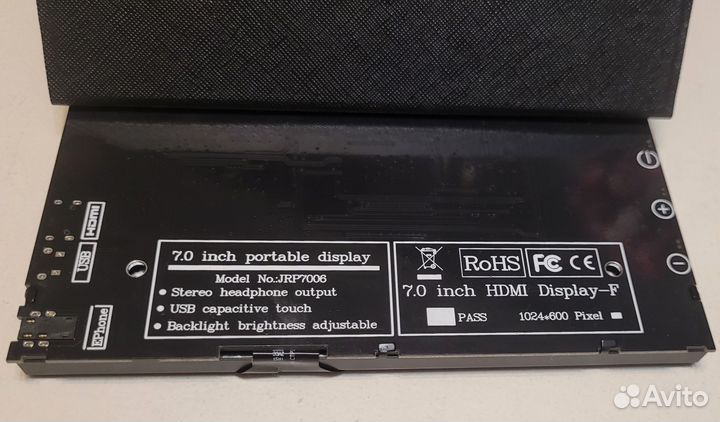 HDMI
USB
EPhone
7.0 inch portable display
Model No.:JRP7006
Stereo headphone output
USB capacitive touch
Backlight brightness adjustable
RoHS FC CE
7.0 inch HDMI Display-F
PASS 1024*600 Pixel
Avito